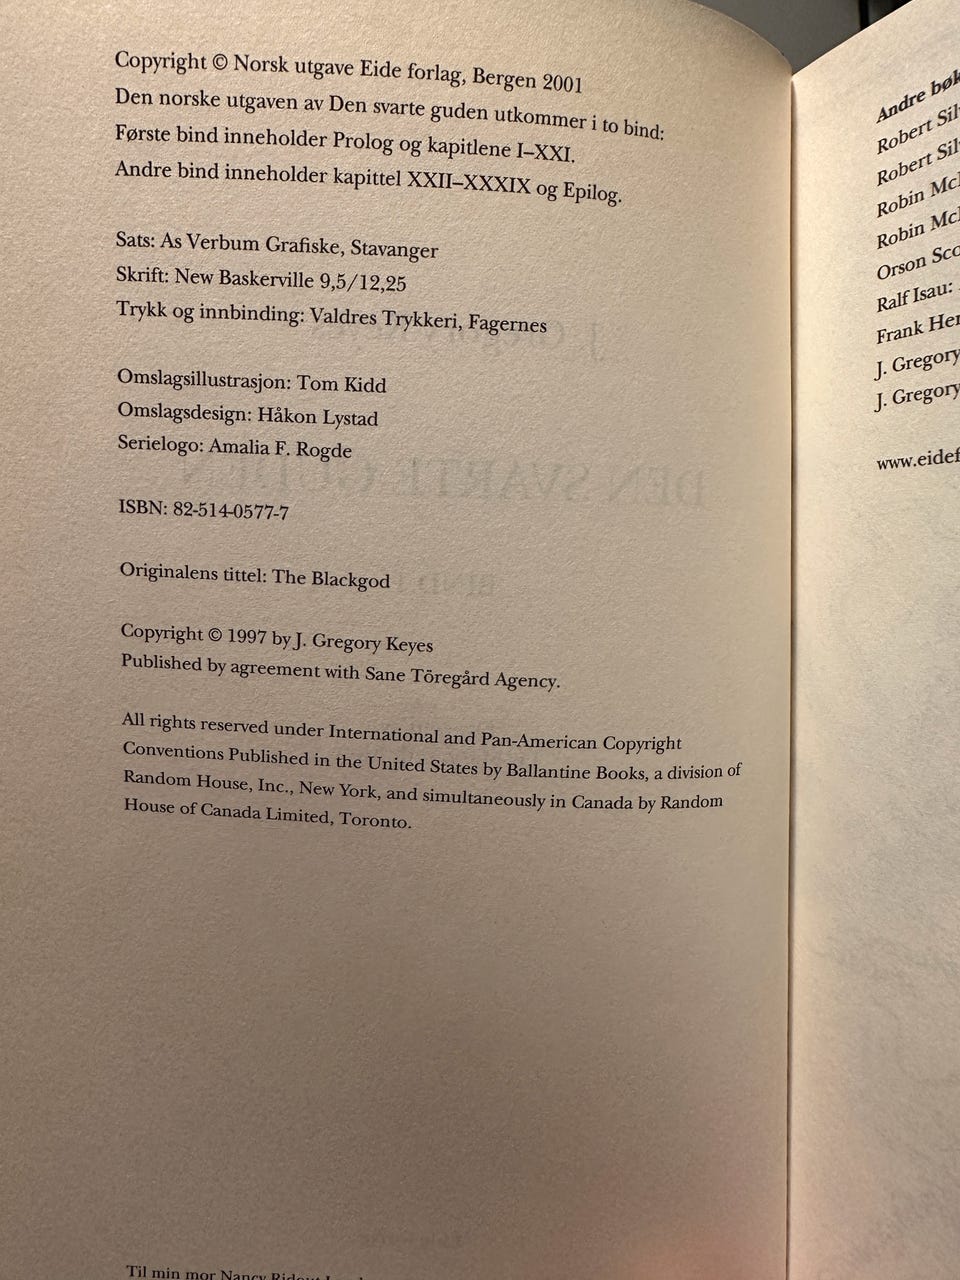 Copyright © Norsk utgave Eide forlag, Bergen 2001
Den norske utgaven av Den svarte guden utkommer i to bind:
Første bind inneholder Prolog og kapitlene I–XXI.
Andre bind inneholder kapittel XXII–XXXIX og Epilog.
Sats: As Verbum Grafiske, Stavanger
Skrift: New Baskerville 9,5/12,25
Trykk og innbinding: Valdres Trykkeri, Fagernes
Omslagsillustrasjon: Tom Kidd
Omslagsdesign: Håkon Lystad
Serielogo: Amalia F. Rogde
ISBN: 82-514-0577-7
Originalens tittel: The Blackgod
Copyright © 1997 by J. Gregory Keyes
Published by agreement with Sane Töregård Agency.
All rights reserved under International and Pan-American Copyright
Conventions Published in the United States by Ballantine Books, a division of
Random House, Inc., New York, and simultaneously in Canada by Random
House of Canada Limited, Toronto.
Til min mor Nancy
Andre
Robert
Robert
Robin
Robin
Orson
Ralf Isau:
Frank
J. Gregory
J. Gregory